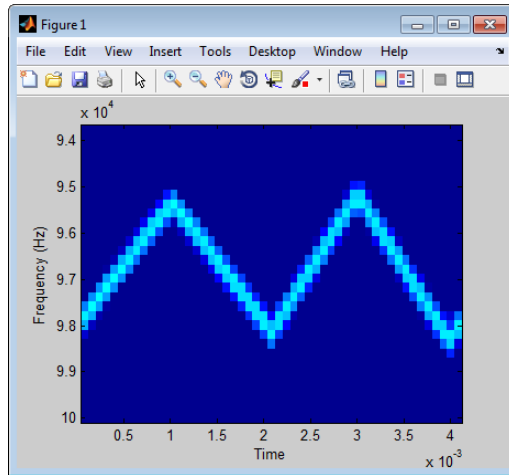 Figure 1
File Edit View Insert Tools Desktop Window Help
x 10^4
9.4
9.5
9.6
9.7
9.8
9.9
10
Frequency (Hz)
0.5 1 1.5 2 2.5 3 3.5 4
Time
x 10^-3